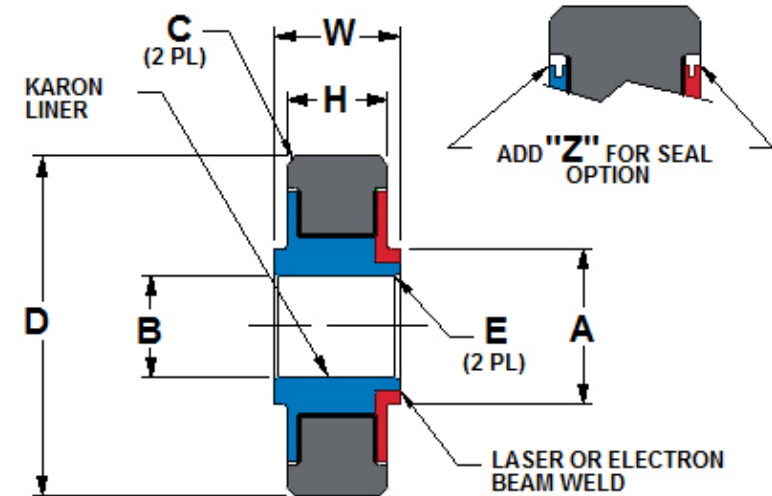 C
(2 PL)
W
H
KARON
LINER
ADD "Z" FOR SEAL
OPTION
D
B
E
(2 PL)
A
LASER OR ELECTRON
BEAM WELD